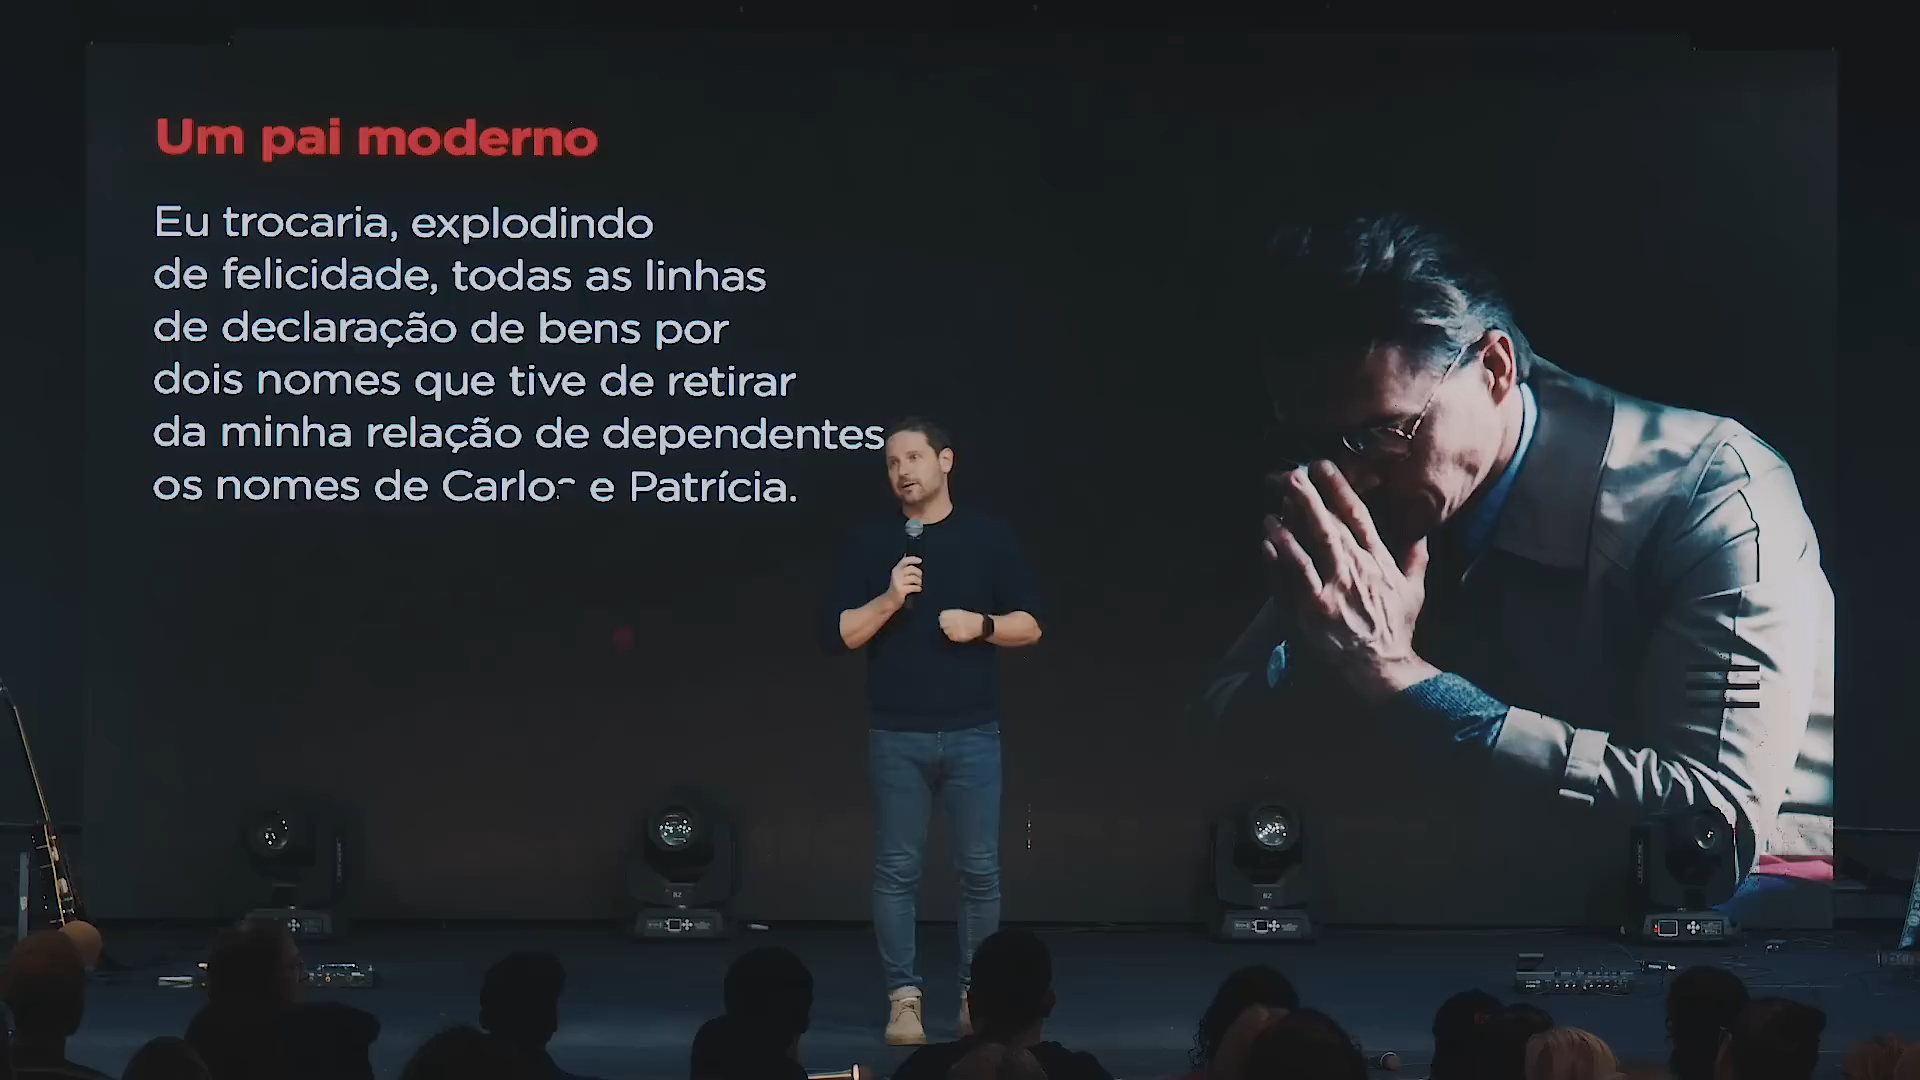 Um pai moderno
Eu trocaria, explodindo
de felicidade, todas as linhas
de declaração de bens por
dois nomes que tive de retirar
da minha relação de dependentes
os nomes de Carlos e Patrícia.